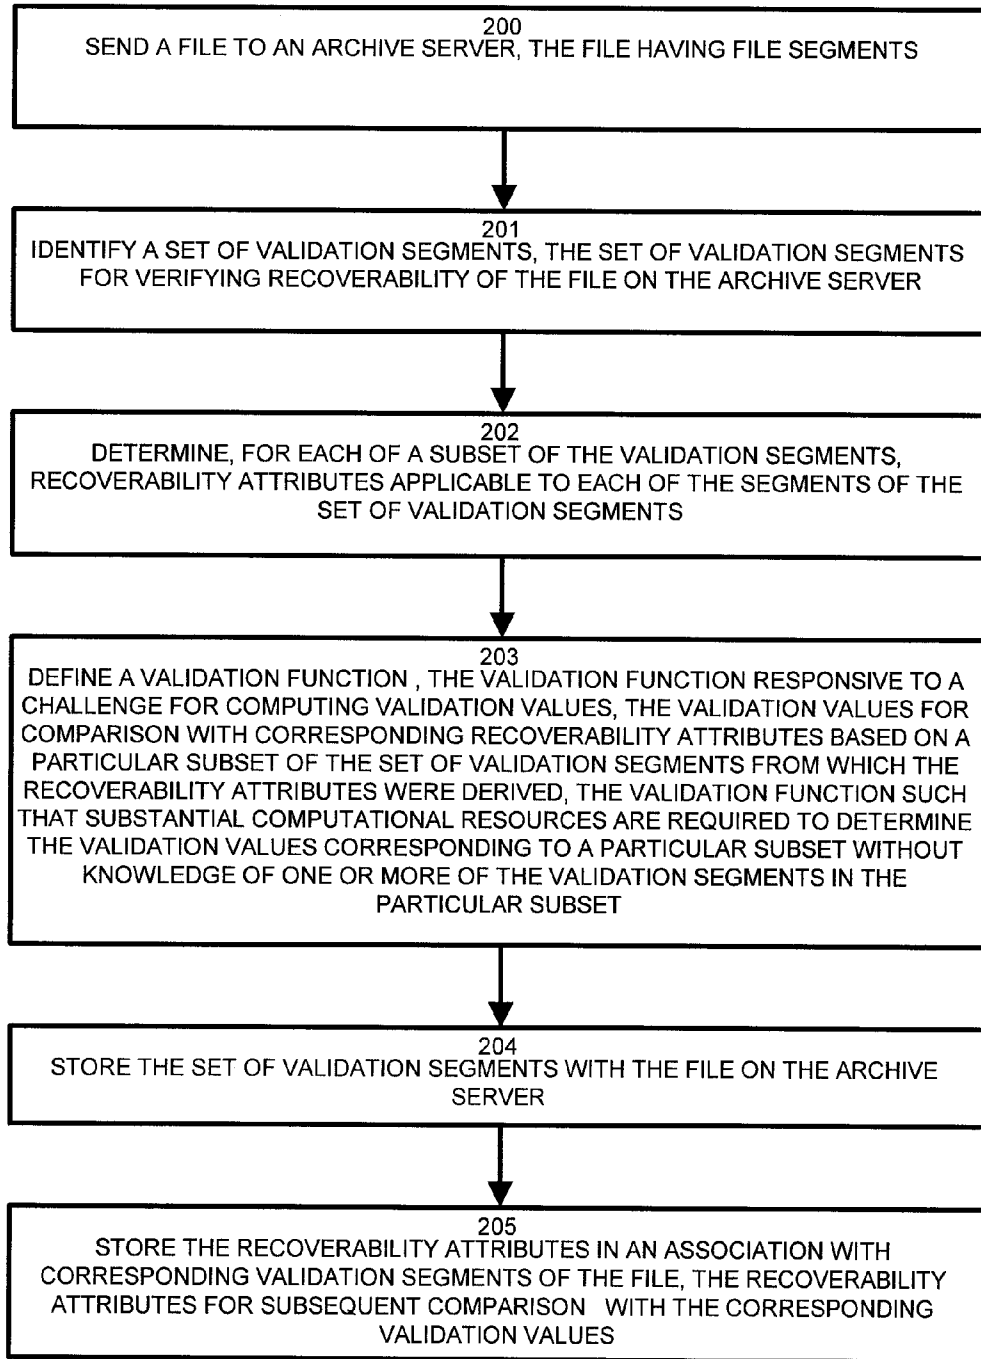 200
SEND A FILE TO AN ARCHIVE SERVER, THE FILE HAVING FILE SEGMENTS
201
IDENTIFY A SET OF VALIDATION SEGMENTS, THE SET OF VALIDATION SEGMENTS
FOR VERIFYING RECOVERABILITY OF THE FILE ON THE ARCHIVE SERVER
202
DETERMINE, FOR EACH OF A SUBSET OF THE VALIDATION SEGMENTS,
RECOVERABILITY ATTRIBUTES APPLICABLE TO EACH OF THE SEGMENTS OF THE
SET OF VALIDATION SEGMENTS
203
DEFINE A VALIDATION FUNCTION , THE VALIDATION FUNCTION RESPONSIVE TO A
CHALLENGE FOR COMPUTING VALIDATION VALUES, THE VALIDATION VALUES FOR
COMPARISON WITH CORRESPONDING RECOVERABILITY ATTRIBUTES BASED ON A
PARTICULAR SUBSET OF THE SET OF VALIDATION SEGMENTS FROM WHICH THE
RECOVERABILITY ATTRIBUTES WERE DERIVED, THE VALIDATION FUNCTION SUCH
THAT SUBSTANTIAL COMPUTATIONAL RESOURCES ARE REQUIRED TO DETERMINE
THE VALIDATION VALUES CORRESPONDING TO A PARTICULAR SUBSET WITHOUT
KNOWLEDGE OF ONE OR MORE OF THE VALIDATION SEGMENTS IN THE
PARTICULAR SUBSET
204
STORE THE SET OF VALIDATION SEGMENTS WITH THE FILE ON THE ARCHIVE
SERVER
205
STORE THE RECOVERABILITY ATTRIBUTES IN AN ASSOCIATION WITH
CORRESPONDING VALIDATION SEGMENTS OF THE FILE, THE RECOVERABILITY
ATTRIBUTES FOR SUBSEQUENT COMPARISON WITH THE CORRESPONDING
VALIDATION VALUES